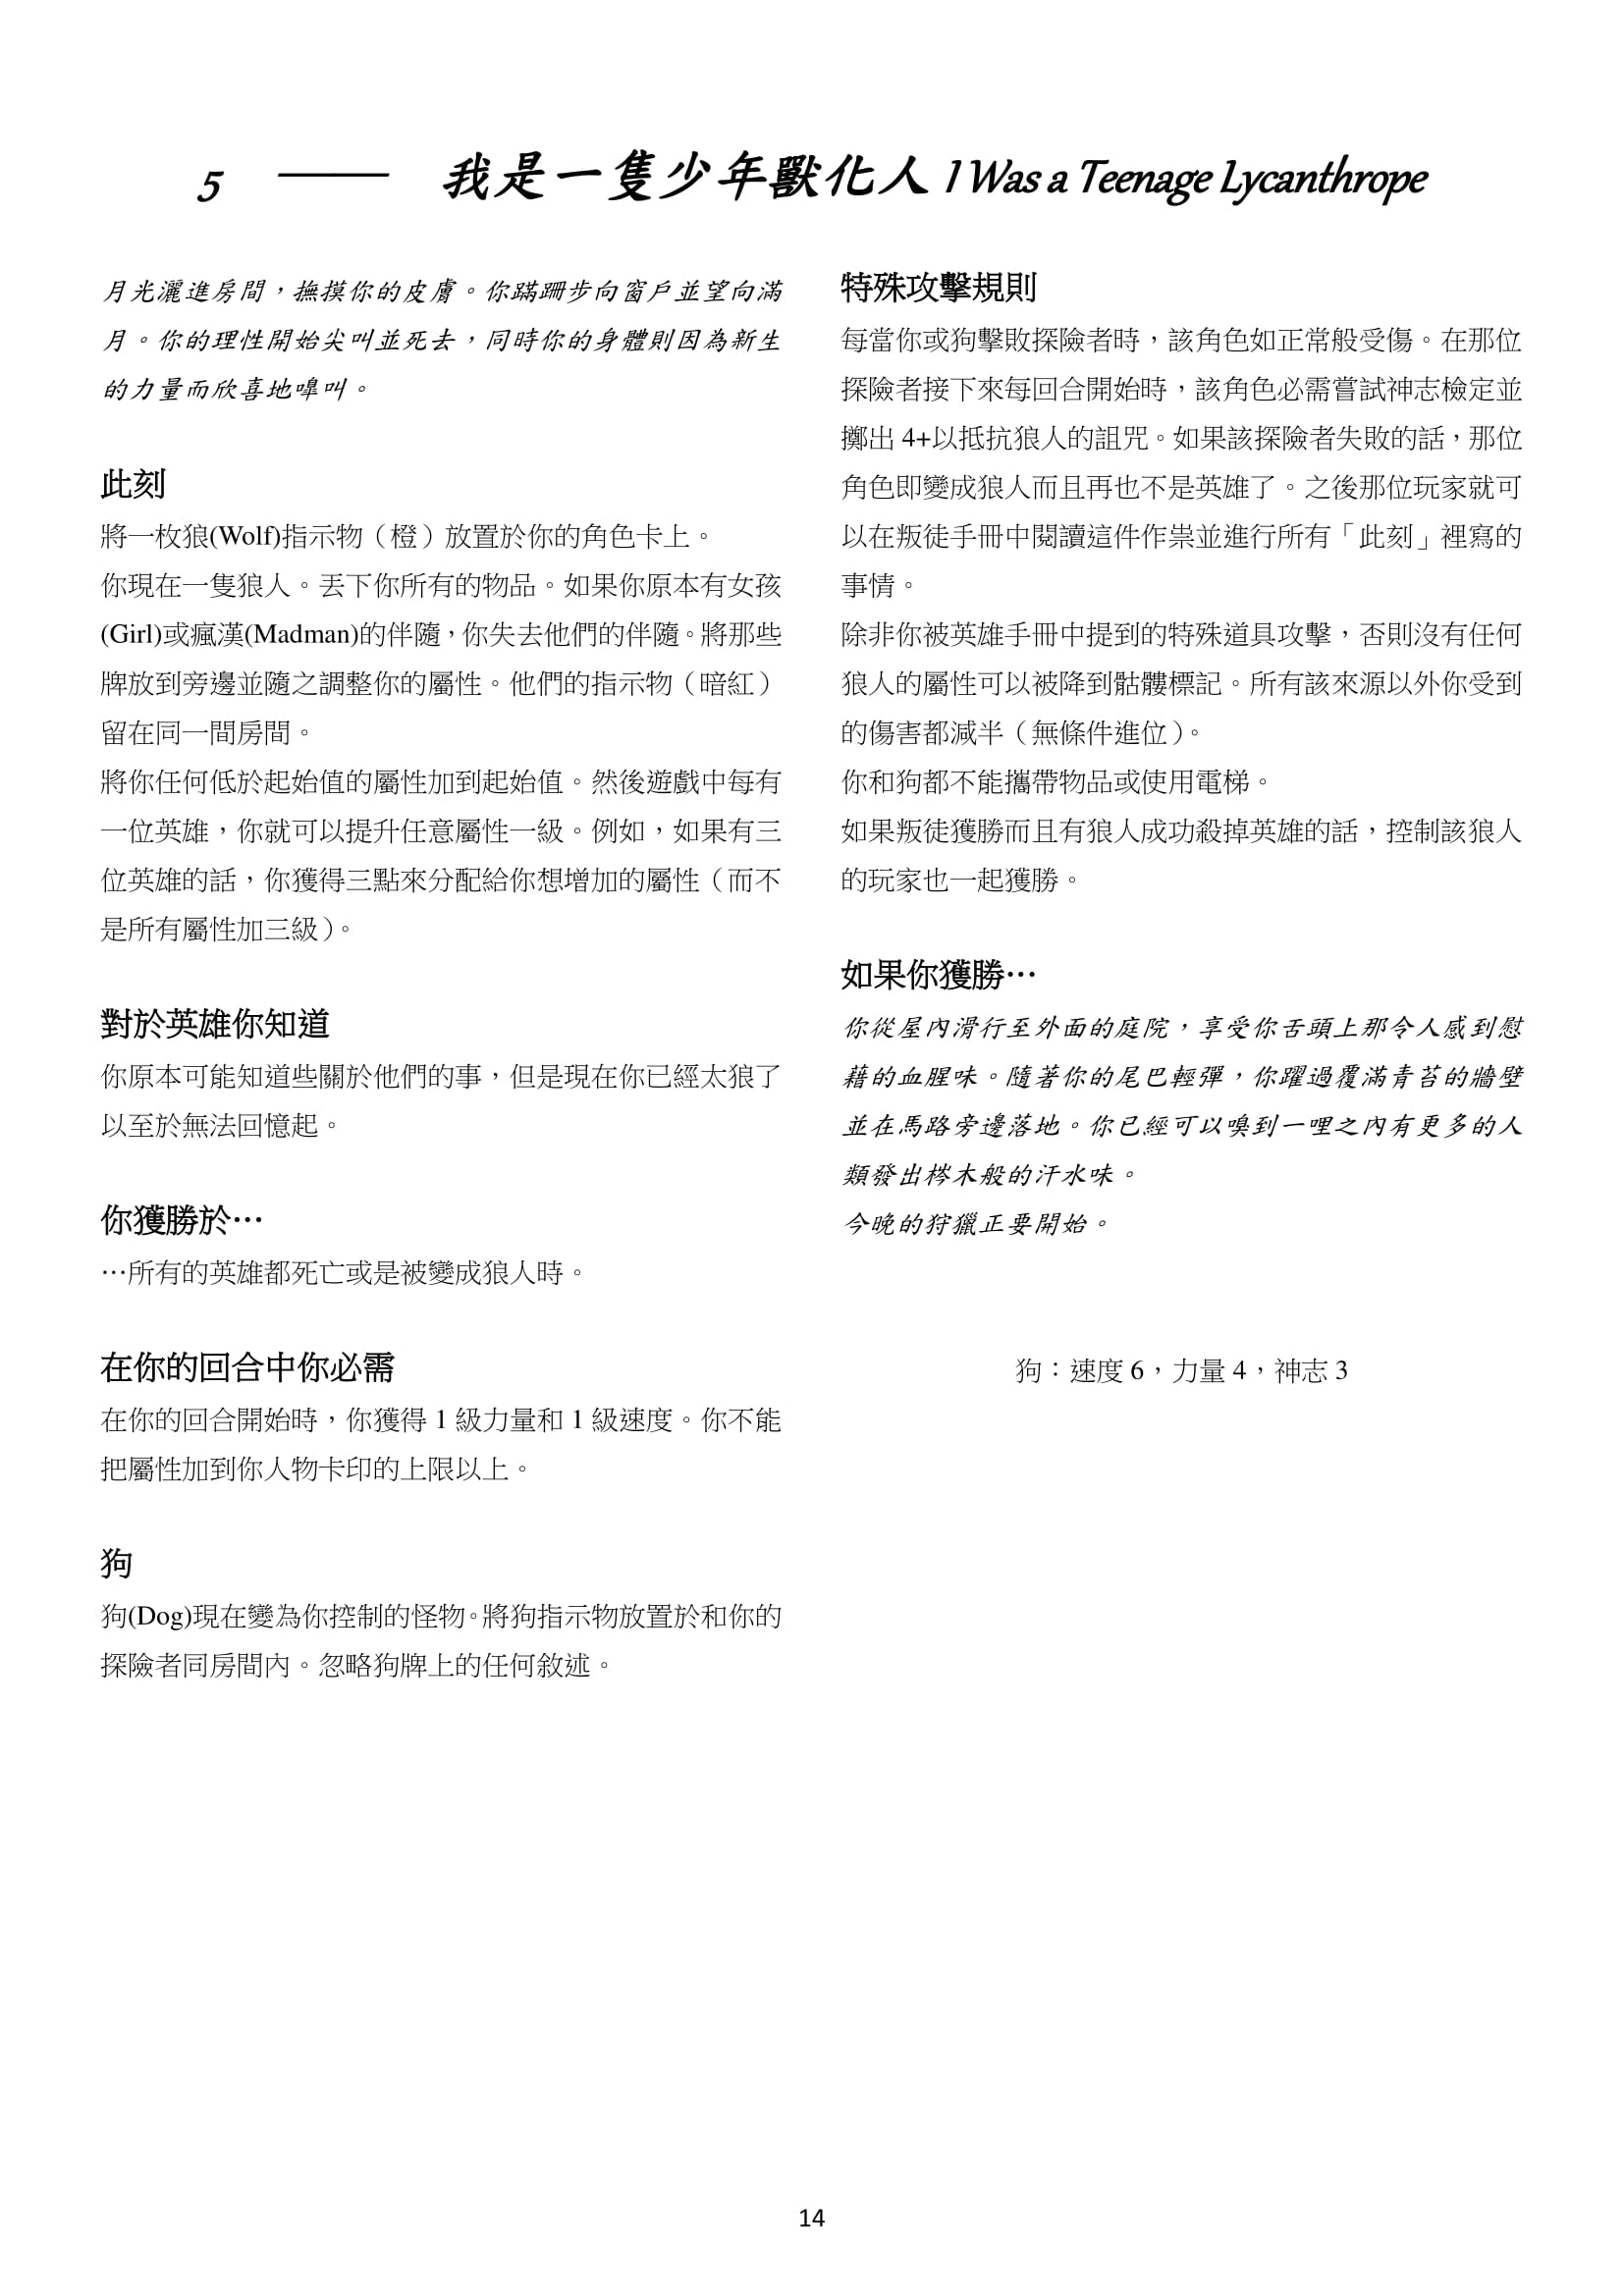 5 —— 我是一隻少年獸化人 I Was a Teenage Lycanthrope
月光灑進房間，撫摸你的皮膚。你蹣跚步向窗戶並望向滿
月。你的理性開始尖叫並死去，同時你的身體則因為新生
的力量而欣喜地嗥叫。
此刻
將一枚狼(Wolf)指示物（橙）放置於你的角色卡上。
你現在一隻狼人。丟下你所有的物品。如果你原本有女孩
(Girl)或瘋漢(Madman)的伴隨，你失去他們的伴隨。將那些
牌放到旁邊並隨之調整你的屬性。他們的指示物（暗紅）
留在同一間房間。
將你任何低於起始值的屬性加到起始值。然後遊戲中每有
一位英雄，你就可以提升任意屬性一級。例如，如果有三
位英雄的話，你獲得三點來分配給你想增加的屬性（而不
是所有屬性加三級）。
對於英雄你知道
你原本可能知道些關於他們的事，但是現在你已經太狼了
以至於無法回憶起。
你獲勝於…
…所有的英雄都死亡或是被變成狼人時。
在你的回合中你必需
在你的回合開始時，你獲得 1 級力量和 1 級速度。你不能
把屬性加到你人物卡印的上限以上。
狗
狗(Dog)現在變為你控制的怪物。將狗指示物放置於和你的
探險者同房間內。忽略狗牌上的任何敘述。
特殊攻擊規則
每當你或狗擊敗探險者時，該角色如正常般受傷。在那位
探險者接下來每回合開始時，該角色必需嘗試神志檢定並
擲出 4+以抵抗狼人的詛咒。如果該探險者失敗的話，那位
角色即變成狼人而且再也不是英雄了。之後那位玩家就可
以在叛徒手冊中閱讀這件作祟並進行所有「此刻」裡寫的
事情。
除非你被英雄手冊中提到的特殊道具攻擊，否則沒有任何
狼人的屬性可以被降到骷髏標記。所有該來源以外你受到
的傷害都減半（無條件進位）。
你和狗都不能攜帶物品或使用電梯。
如果叛徒獲勝而且有狼人成功殺掉英雄的話，控制該狼人
的玩家也一起獲勝。
如果你獲勝…
你從屋內滑行至外面的庭院，享受你舌頭上那令人感到慰
藉的血腥味。隨著你的尾巴輕彈，你躍過覆滿青苔的牆壁
並在馬路旁邊落地。你已經可以嗅到一哩之內有更多的人
類發出梣木般的汗水味。
今晚的狩獵正要開始。
狗：速度 6，力量 4，神志 3
14